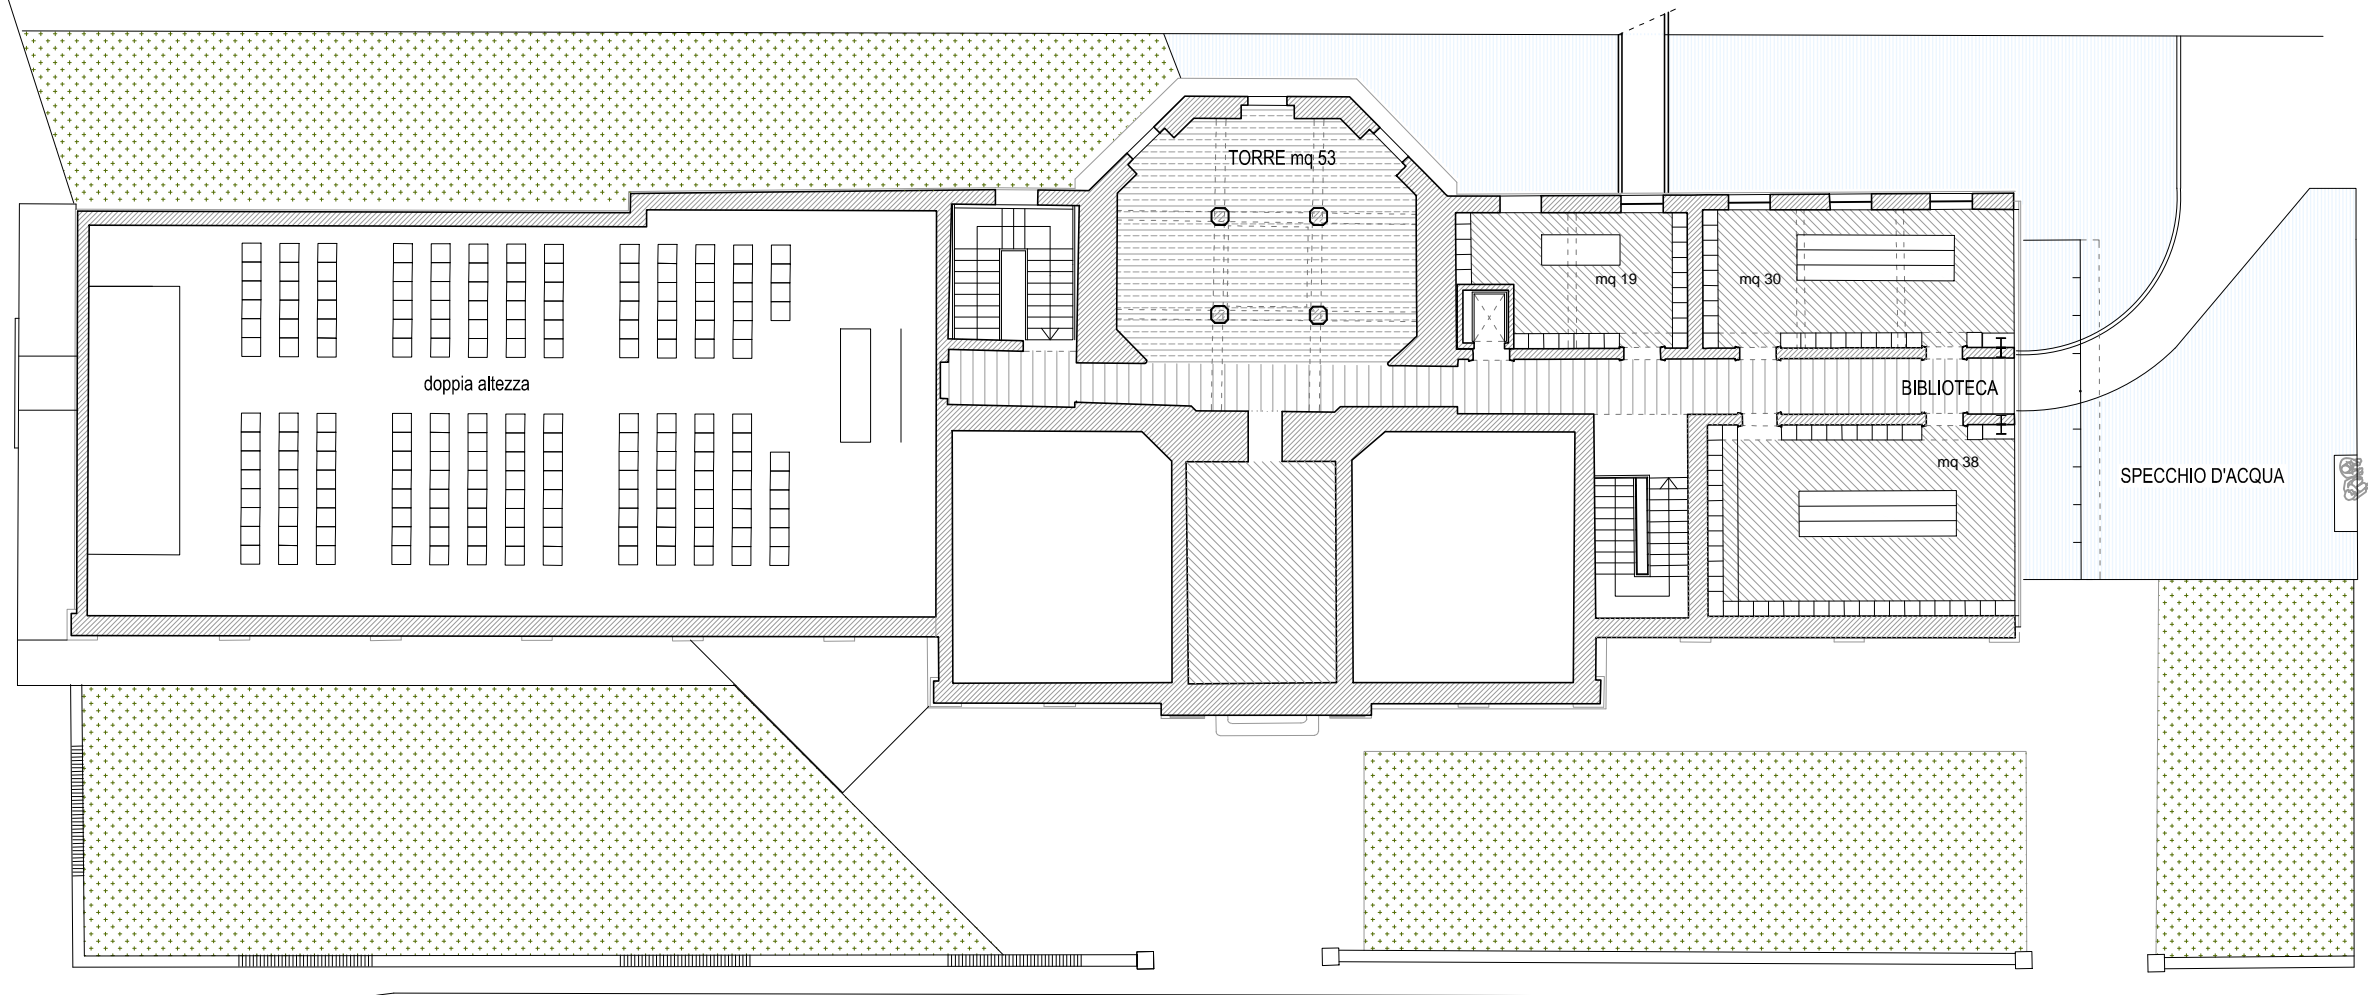 TORRE mq 53
mq 19
mq 30
doppia altezza
BIBLIOTECA
mq 38
SPECCHIO D'ACQUA